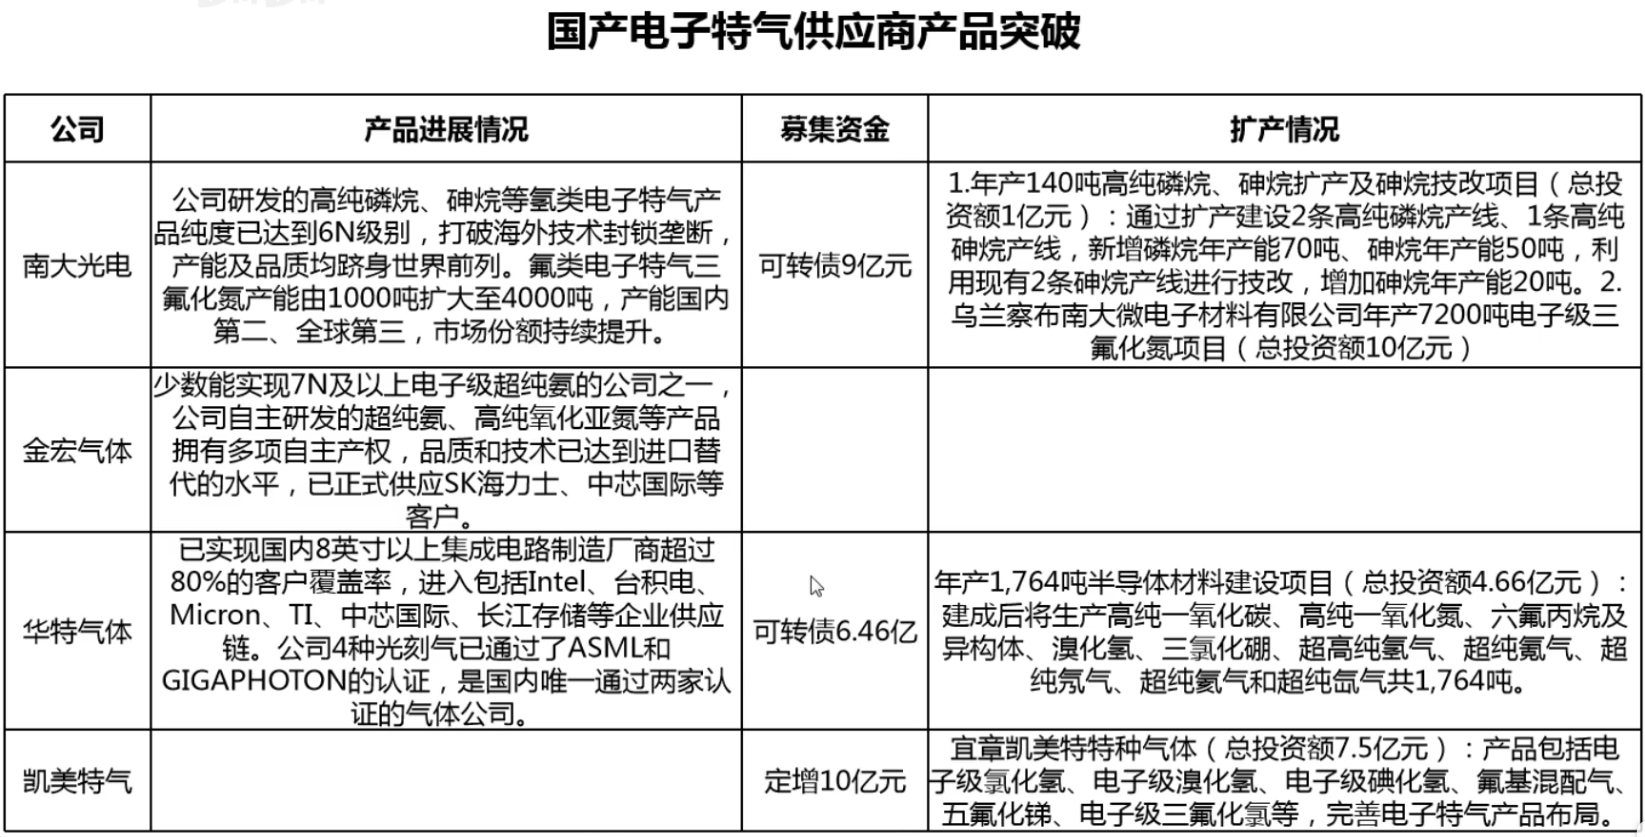 国产电子特气供应商产品突破
公司
产品进展情况
募集资金
扩产情况
南大光电
公司研发的高纯磷烷、砷烷等氢类电子特气产
品纯度已达到6N级别，打破海外技术封锁垄断，
产能及品质均跻身世界前列。氟类电子特气三
氟化氮产能由1000吨扩大至4000吨，产能国内
第二、全球第三，市场份额持续提升。
可转债9亿元
1.年产140吨高纯磷烷、砷烷扩产及砷烷技改项目（总投
资额1亿元）：通过扩产建设2条高纯磷烷产线、1条高纯
砷烷产线，新增磷烷年产能70吨、砷烷年产能50吨，利
用现有2条砷烷产线进行技改，增加砷烷年产能20吨。2.
乌兰察布南大微电子材料有限公司年产7200吨电子级三
氟化氮项目（总投资额10亿元）
金宏气体
少数能实现7N及以上电子级超纯氨的公司之一，
公司自主研发的超纯氨、高纯氧化亚氮等产品
拥有多项自主产权，品质和技术已达到进口替
代的水平，已正式供应SK海力士、中芯国际等
客户。
华特气体
已实现国内8英寸以上集成电路制造厂商超过
80%的客户覆盖率，进入包括Intel、台积电、
Micron、TI、中芯国际、长江存储等企业供应
链。公司4种光刻气已通过了ASML和
GIGAPHOTON的认证，是国内唯一通过两家认
证的气体公司。
可转债6.46亿
年产1,764吨半导体材料建设项目（总投资额4.66亿元）：
建成后将生产高纯一氧化碳、高纯一氧化氮、六氟丙烷及
异构体、溴化氢、三氯化硼、超高纯氢气、超纯氪气、超
纯氖气、超纯氦气和超纯氙气共1,764吨。
凯美特气
定增10亿元
宜章凯美特特种气体（总投资额7.5亿元）：产品包括电
子级氯化氢、电子级溴化氢、电子级碘化氢、氟基混配气、
五氟化锑、电子级三氟化氯等，完善电子特气产品布局。